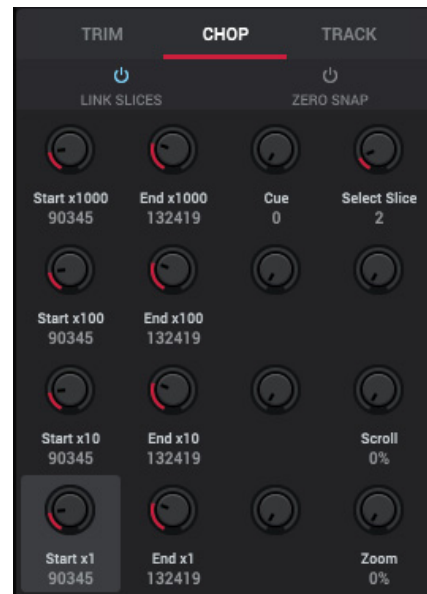 TRIM CHOP TRACK
LINK SLICES ZERO SNAP
Start x1000 End x1000 Cue Select Slice
90345 132419 0 2
Start x100 End x100
90345 132419
Start x10 End x10 Scroll
90345 132419 0%
Start x1 End x1 Zoom
90345 132419 0%